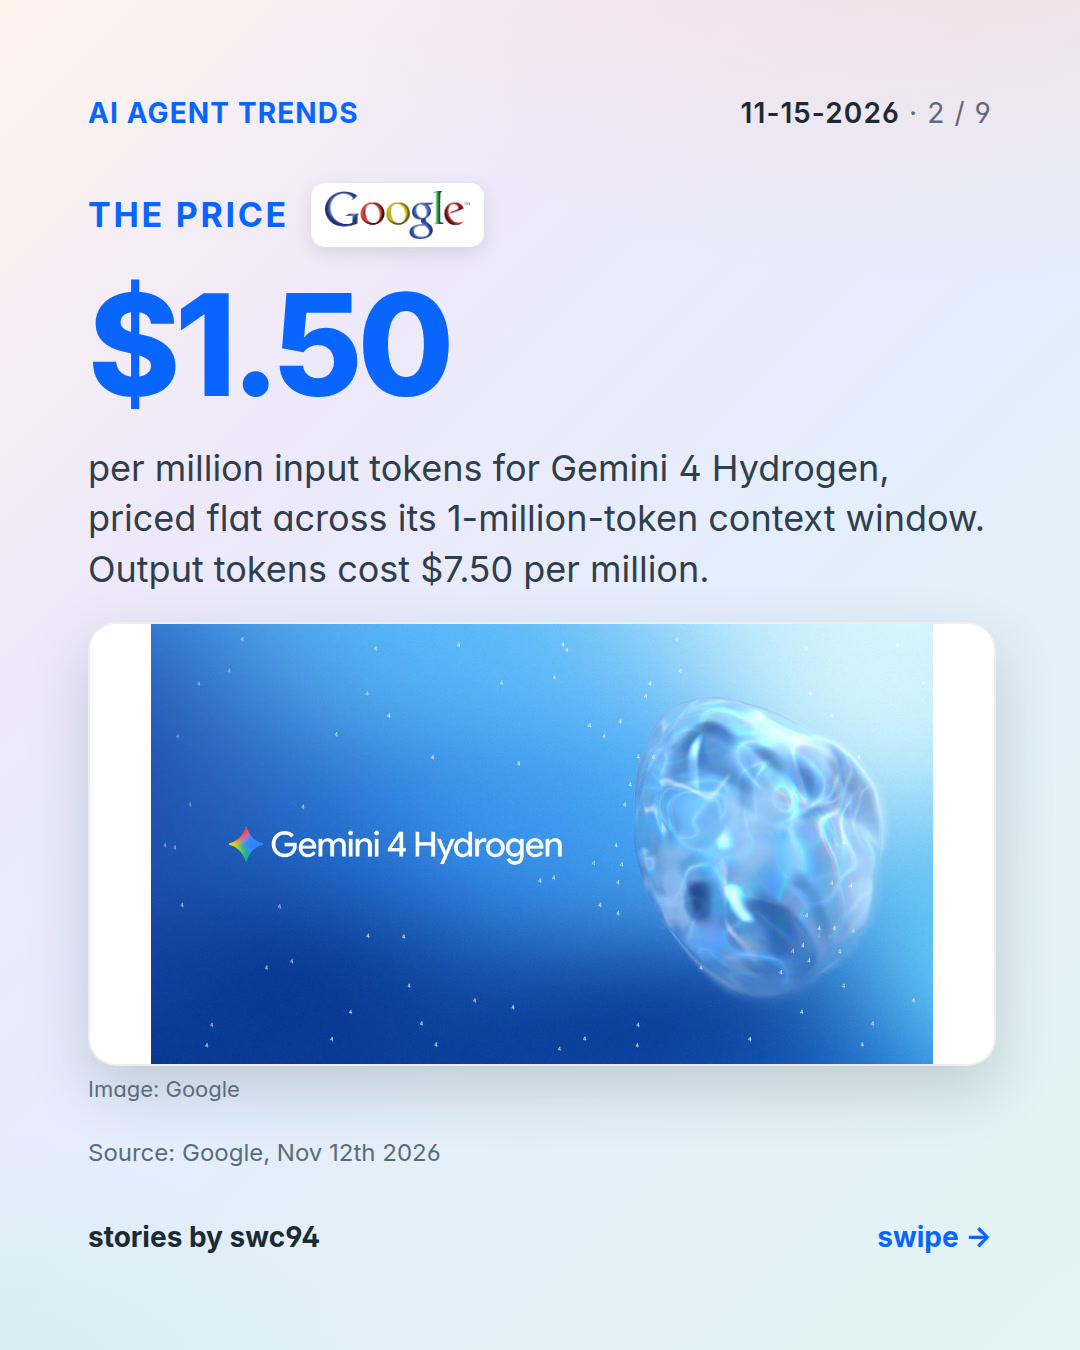 AI AGENT TRENDS
11-15-2026 · 2 / 9
THE PRICE
Google™
$1.50
per million input tokens for Gemini 4 Hydrogen,
priced flat across its 1-million-token context window.
Output tokens cost $7.50 per million.
Gemini 4 Hydrogen
Image: Google
Source: Google, Nov 12th 2026
stories by swc94
swipe →